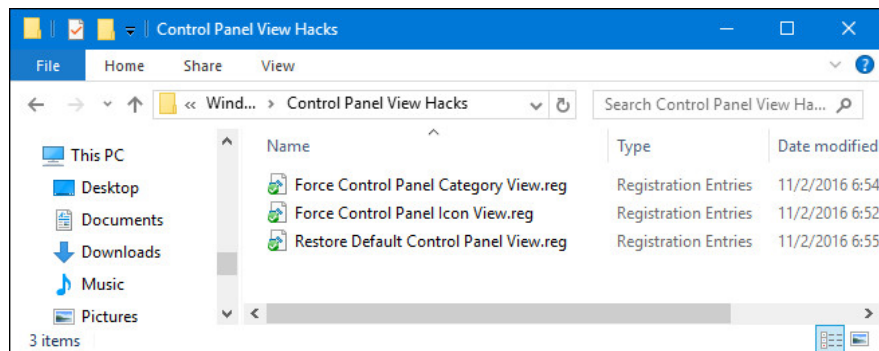 Control Panel View Hacks
File Home Share View
« Wind... › Control Panel View Hacks Search Control Panel View Ha...
This PC
Desktop
Documents
Downloads
Music
Pictures
Name Type Date modified
Force Control Panel Category View.reg Registration Entries 11/2/2016 6:54
Force Control Panel Icon View.reg Registration Entries 11/2/2016 6:52
Restore Default Control Panel View.reg Registration Entries 11/2/2016 6:55
3 items